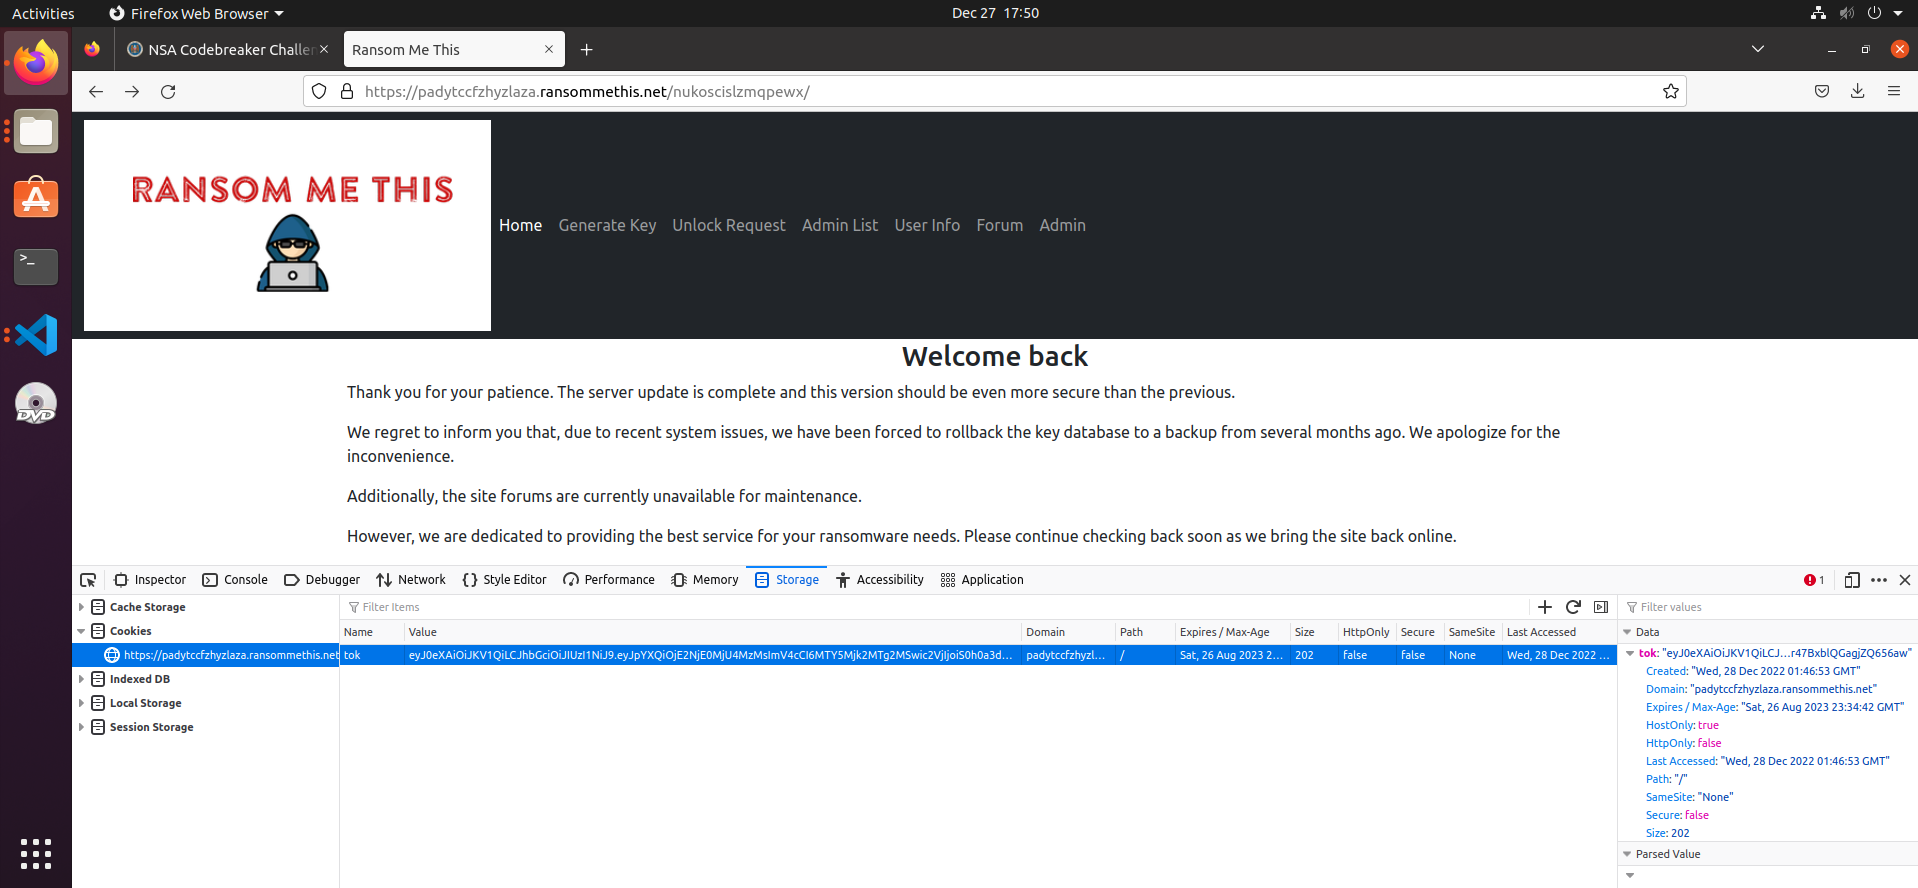 Activities
Firefox Web Browser
Dec 27 17:50
NSA Codebreaker Challen
Ransom Me This
https://padytccfzhyzlaza.ransommethis.net/nukoscislzmqpewx/
RANSOM ME THIS
Home Generate Key Unlock Request Admin List User Info Forum Admin
Welcome back
Thank you for your patience. The server update is complete and this version should be even more secure than the previous.
We regret to inform you that, due to recent system issues, we have been forced to rollback the key database to a backup from several months ago. We apologize for the
inconvenience.
Additionally, the site forums are currently unavailable for maintenance.
However, we are dedicated to providing the best service for your ransomware needs. Please continue checking back soon as we bring the site back online.
Inspector Console Debugger Network Style Editor Performance Memory Storage Accessibility Application 1
Cache Storage
Cookies
https://padytccfzhyzlaza.ransommethis.net
Indexed DB
Local Storage
Session Storage
Filter Items
Name Value Domain Path Expires / Max-Age Size HttpOnly Secure SameSite Last Accessed
tok eyJ0eXAiOiJKV1QiLCJhbGciOiJIUzI1NiJ9.eyJpYXQiOjE2NjE0MjU4MzMsImV4cCI6MTY5Mjk2MTg2MSwic2VjIjoiS0h0a3d... padytccfzhyzl... / Sat, 26 Aug 2023 2... 202 false false None Wed, 28 Dec 2022 ...
Filter values
Data
tok: "eyJ0eXAiOiJKV1QiLCJ...r47BxblQGagjZQ656aw"
Created: "Wed, 28 Dec 2022 01:46:53 GMT"
Domain: "padytccfzhyzlaza.ransommethis.net"
Expires / Max-Age: "Sat, 26 Aug 2023 23:34:42 GMT"
HostOnly: true
HttpOnly: false
Last Accessed: "Wed, 28 Dec 2022 01:46:53 GMT"
Path: "/"
SameSite: "None"
Secure: false
Size: 202
Parsed Value
>_
DVD